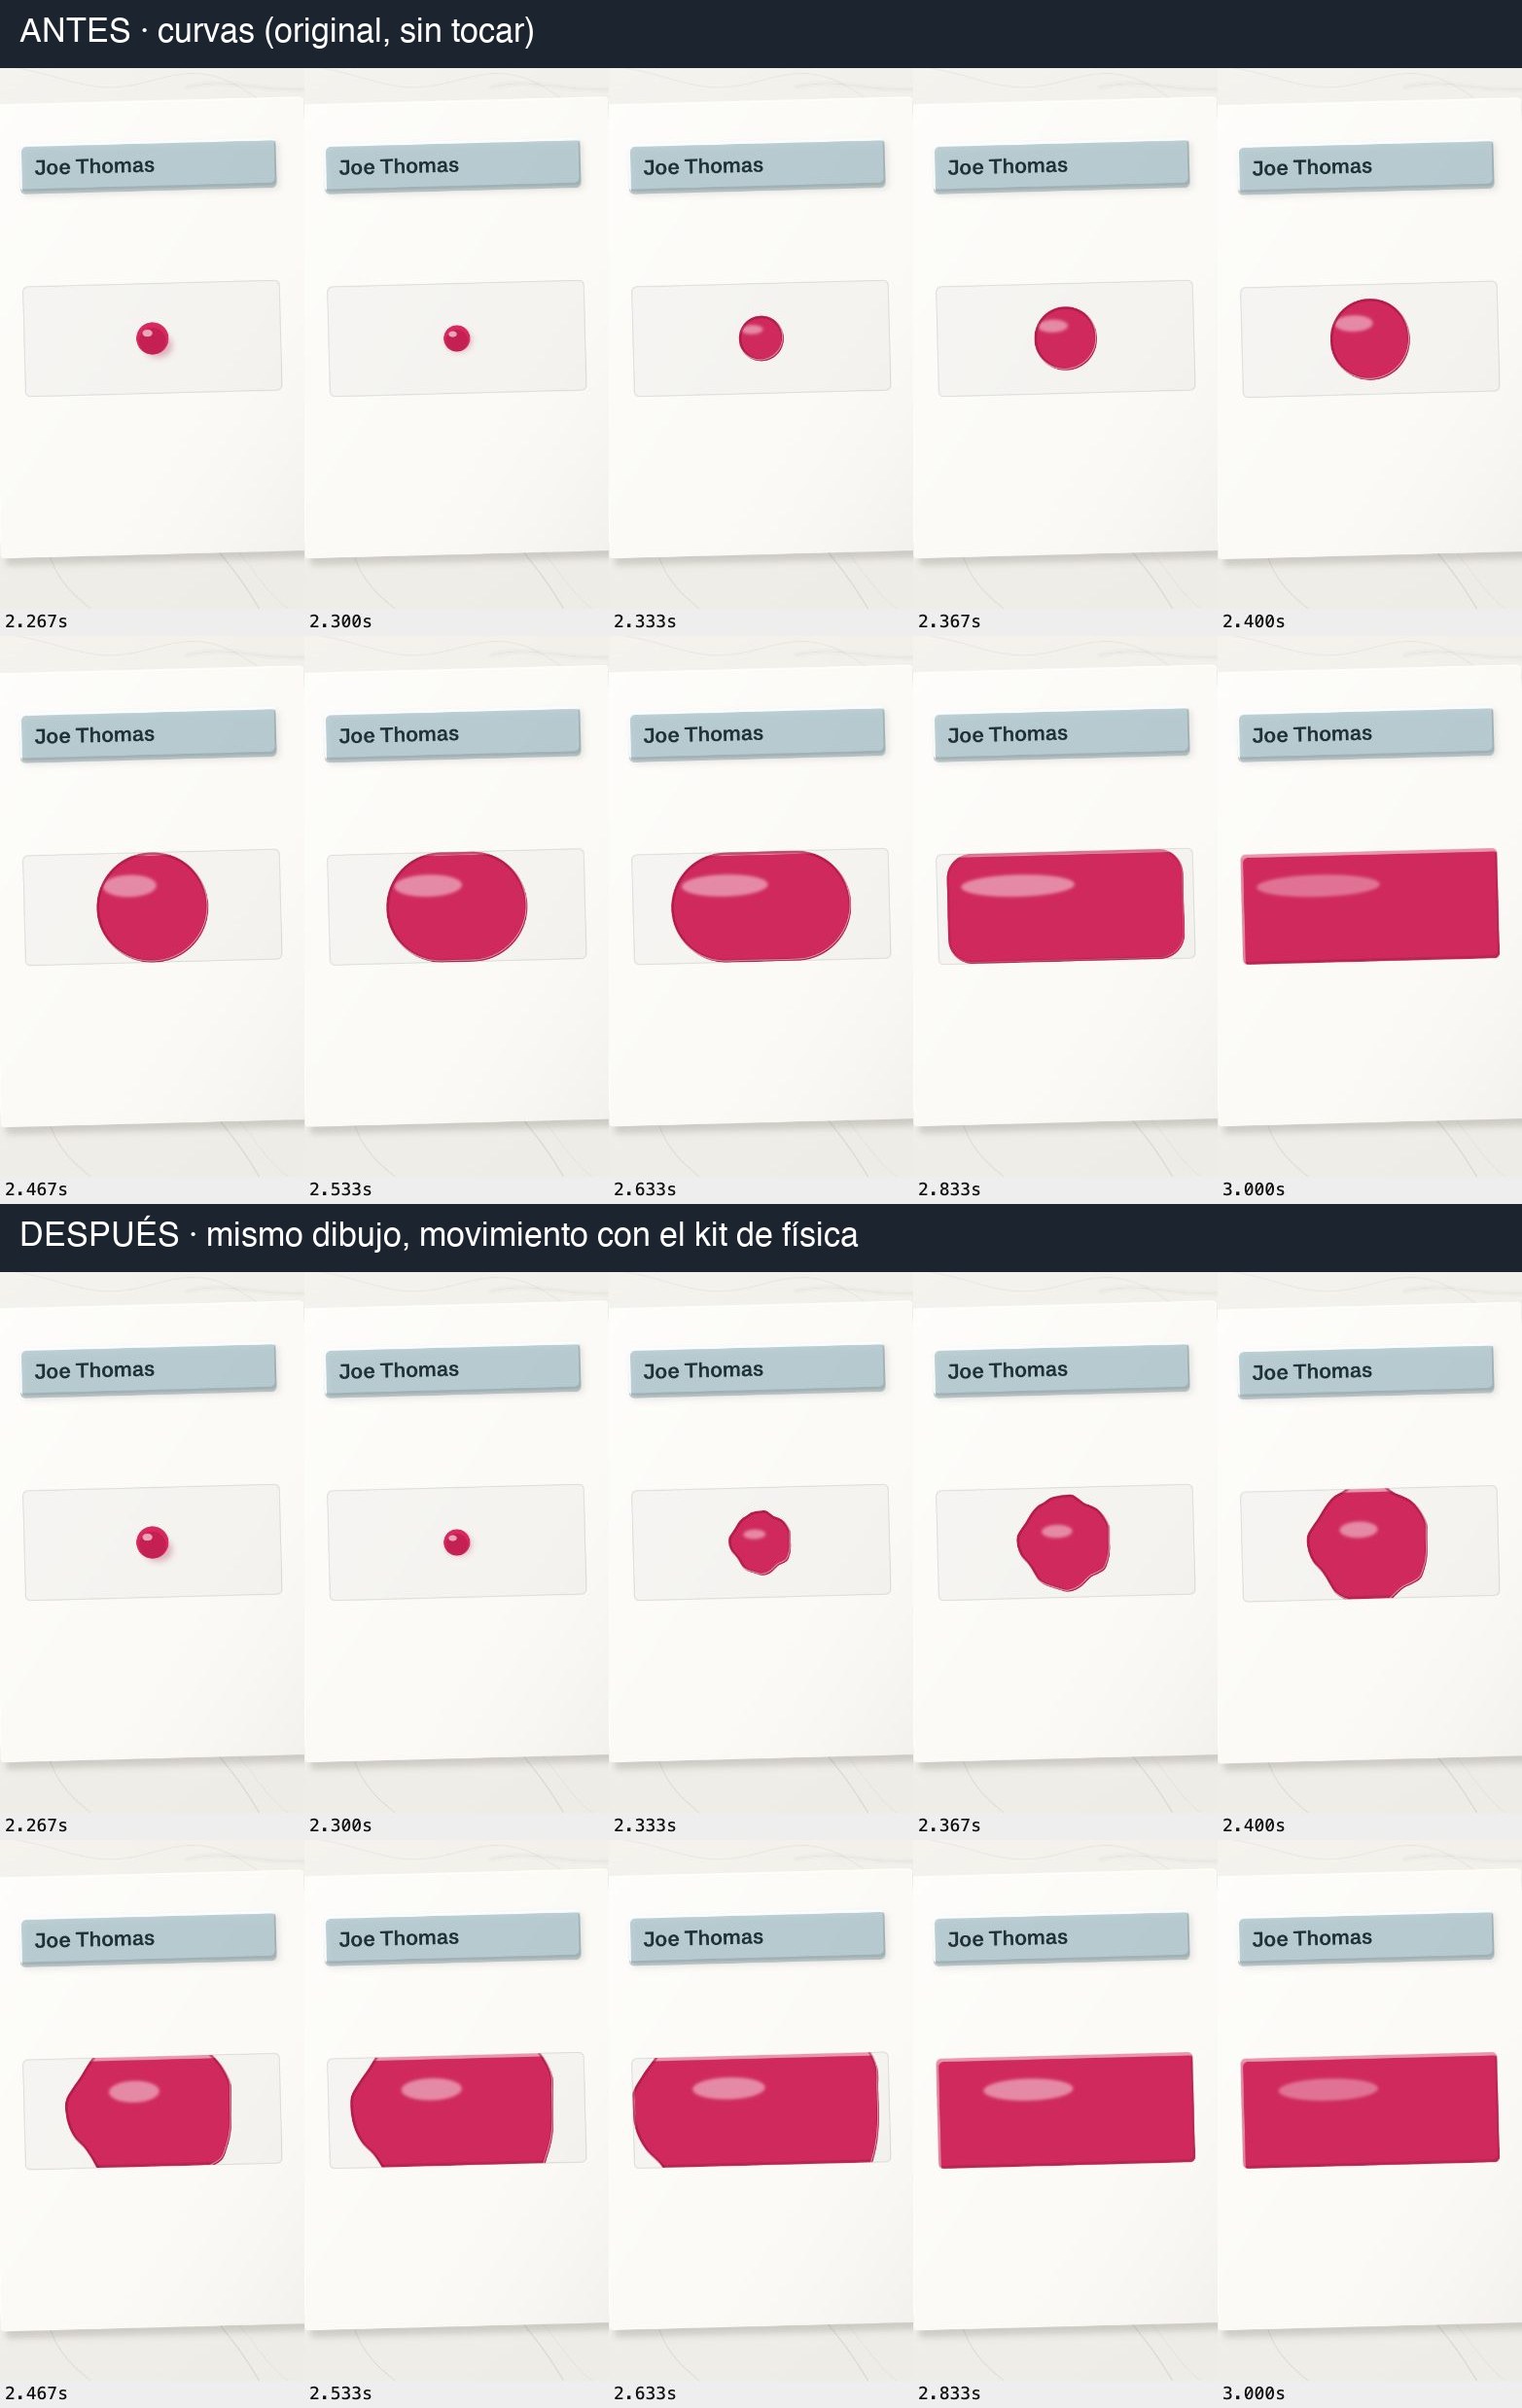 ANTES · curvas (original, sin tocar)
Joe Thomas Joe Thomas Joe Thomas Joe Thomas Joe Thomas
2.267s 2.300s 2.333s 2.367s 2.400s
Joe Thomas Joe Thomas Joe Thomas Joe Thomas Joe Thomas
2.467s 2.533s 2.633s 2.833s 3.000s
DESPUÉS · mismo dibujo, movimiento con el kit de física
Joe Thomas Joe Thomas Joe Thomas Joe Thomas Joe Thomas
2.267s 2.300s 2.333s 2.367s 2.400s
Joe Thomas Joe Thomas Joe Thomas Joe Thomas Joe Thomas
2.467s 2.533s 2.633s 2.833s 3.000s